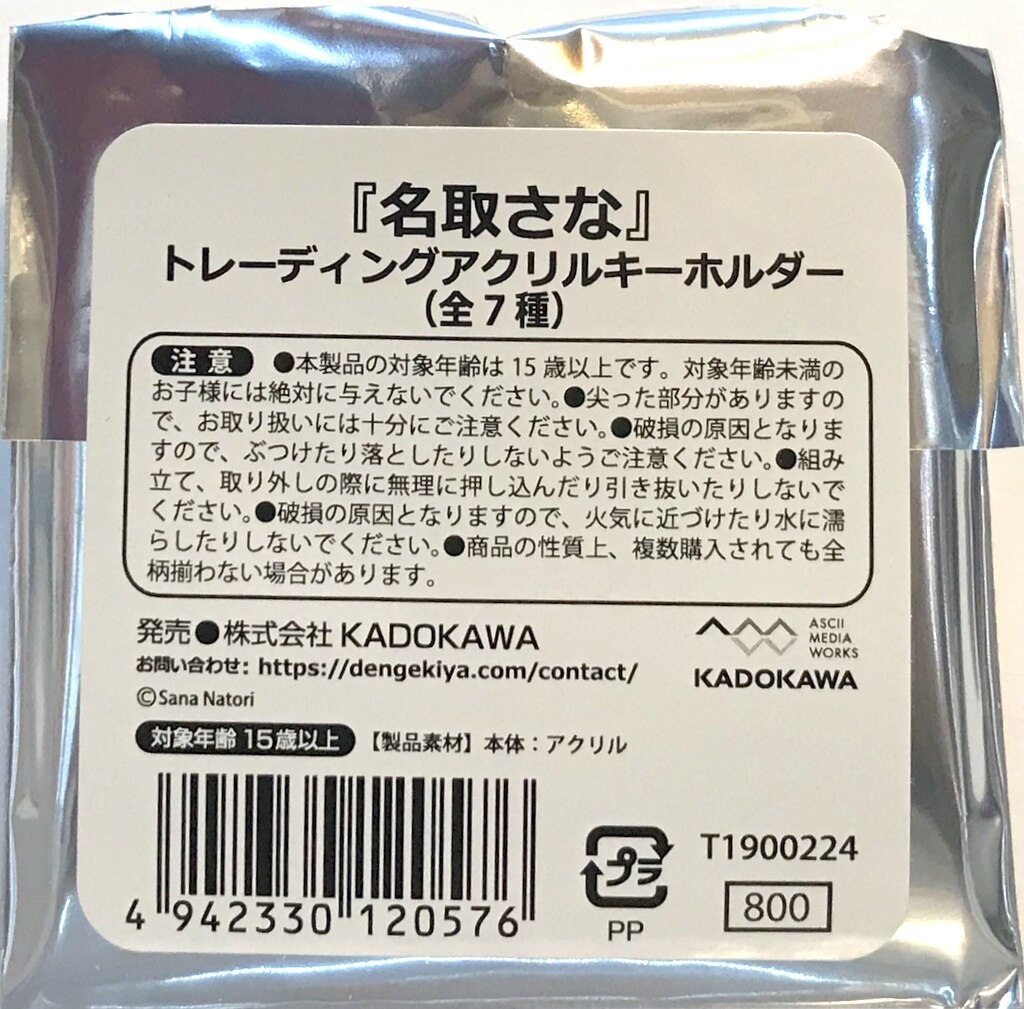 『名取さな』
トレーディングアクリルキーホルダー
（全７種）
注意 ●本製品の対象年齢は 15 歳以上です。対象年齢未満の
お子様には絶対に与えないでください。●尖った部分がありますの
で、お取り扱いには十分にご注意ください。●破損の原因となりま
すので、ぶつけたり落としたりしないようご注意ください。●組み
立て、取り外しの際に無理に押し込んだり引き抜いたりしないで
ください。●破損の原因となりますので、火気に近づけたり水に濡
らしたりしないでください。●商品の性質上、複数購入されても全
柄揃わない場合があります。
発売●株式会社 KADOKAWA
お問い合わせ: https://dengekiya.com/contact/
©Sana Natori
ASCII
MEDIA
WORKS
KADOKAWA
対象年齢 15歳以上 【製品素材】本体：アクリル
4 942330 120576
プラ
PP
T1900224
800